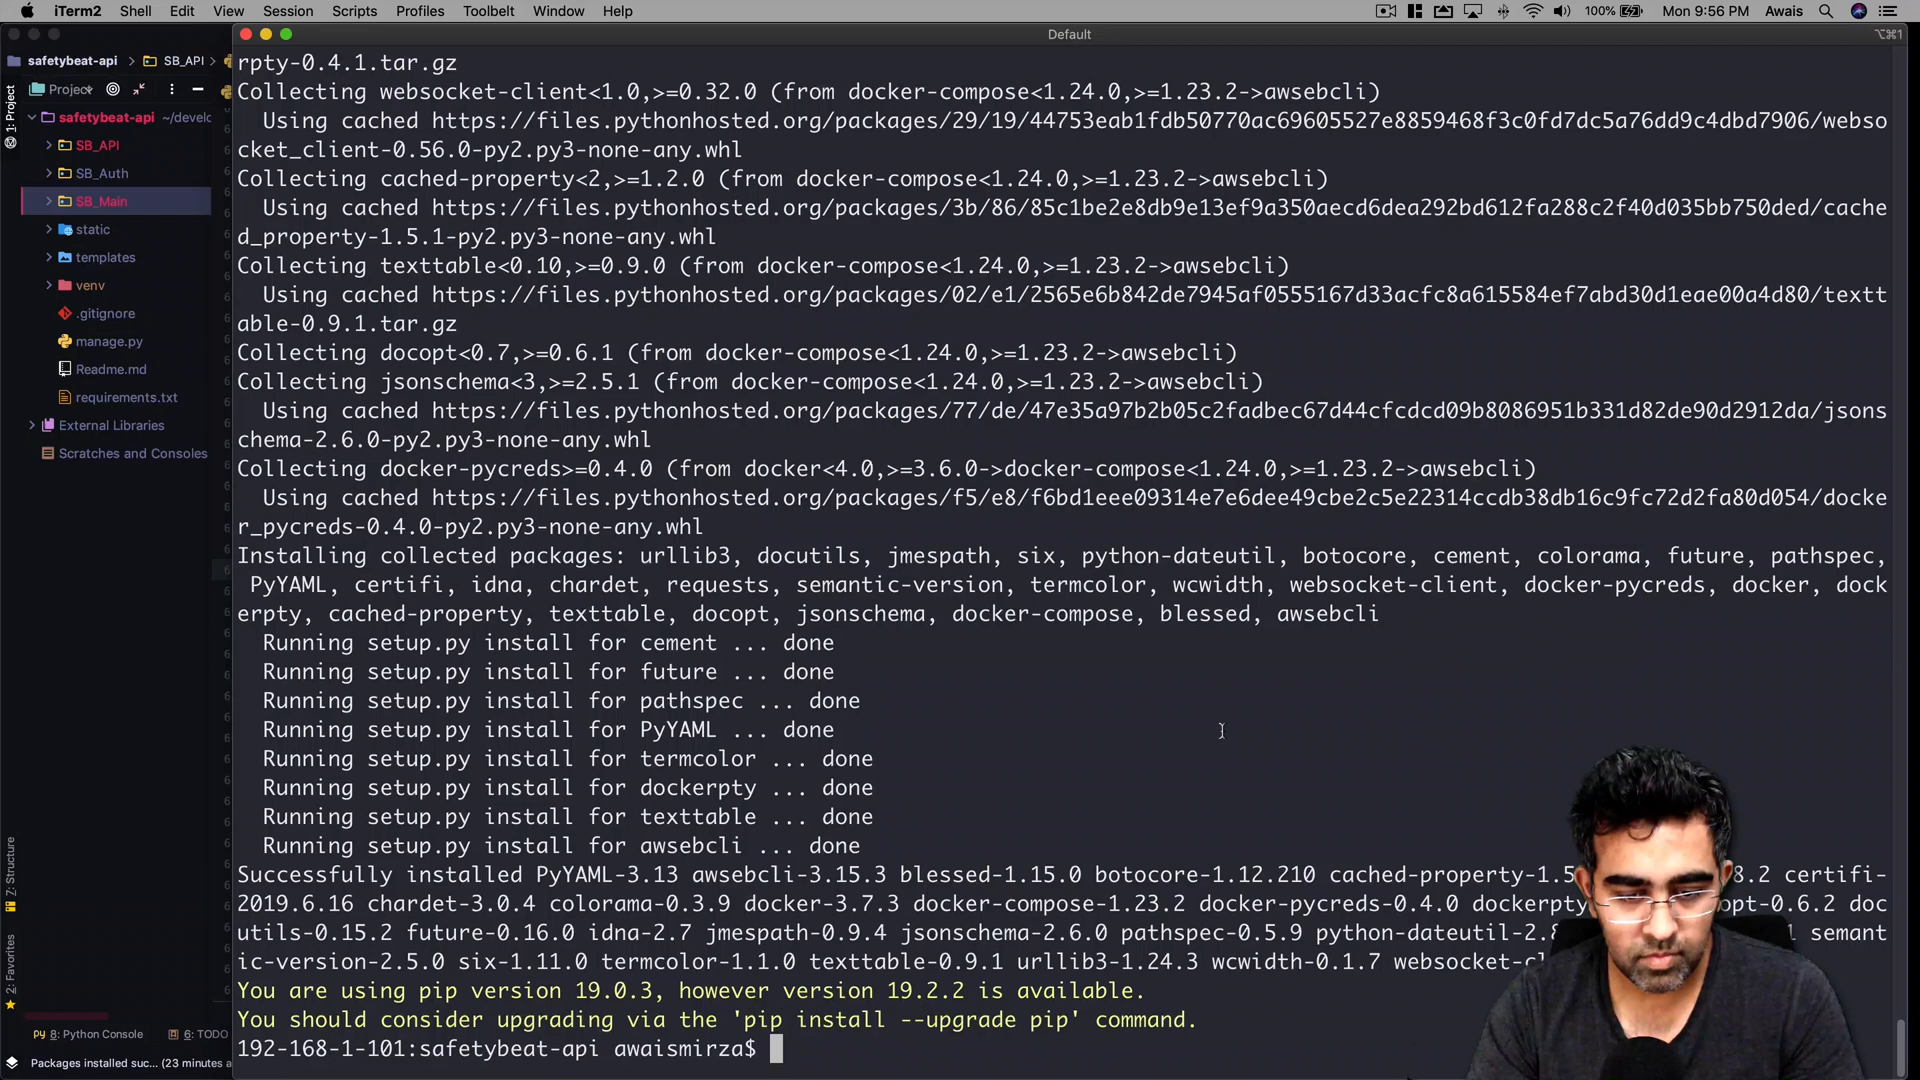 iTerm2 Shell Edit View Session Scripts Profiles Toolbelt Window Help
100% Mon 9:56 PM Awais
Default
⌥⌘1
safetybeat-api SB_API
Project
1: Project
safetybeat-api ~/develo
SB_API
SB_Auth
SB_Main
static
templates
venv
.gitignore
manage.py
Readme.md
requirements.txt
External Libraries
Scratches and Consoles
Z: Structure
2: Favorites
8: Python Console 6: TODO
Packages installed suc... (23 minutes a
rpty-0.4.1.tar.gz
Collecting websocket-client<1.0,>=0.32.0 (from docker-compose<1.24.0,>=1.23.2->awsebcli)
Using cached https://files.pythonhosted.org/packages/29/19/44753eab1fdb50770ac69605527e8859468f3c0fd7dc5a76dd9c4dbd7906/webso
cket_client-0.56.0-py2.py3-none-any.whl
Collecting cached-property<2,>=1.2.0 (from docker-compose<1.24.0,>=1.23.2->awsebcli)
Using cached https://files.pythonhosted.org/packages/3b/86/85c1be2e8db9e13ef9a350aecd6dea292bd612fa288c2f40d035bb750ded/cache
d_property-1.5.1-py2.py3-none-any.whl
Collecting texttable<0.10,>=0.9.0 (from docker-compose<1.24.0,>=1.23.2->awsebcli)
Using cached https://files.pythonhosted.org/packages/02/e1/2565e6b842de7945af0555167d33acfc8a615584ef7abd30d1eae00a4d80/textt
able-0.9.1.tar.gz
Collecting docopt<0.7,>=0.6.1 (from docker-compose<1.24.0,>=1.23.2->awsebcli)
Collecting jsonschema<3,>=2.5.1 (from docker-compose<1.24.0,>=1.23.2->awsebcli)
Using cached https://files.pythonhosted.org/packages/77/de/47e35a97b2b05c2fadbec67d44cfcdcd09b8086951b331d82de90d2912da/jsons
chema-2.6.0-py2.py3-none-any.whl
Collecting docker-pycreds>=0.4.0 (from docker<4.0,>=3.6.0->docker-compose<1.24.0,>=1.23.2->awsebcli)
Using cached https://files.pythonhosted.org/packages/f5/e8/f6bd1eee09314e7e6dee49cbe2c5e22314ccdb38db16c9fc72d2fa80d054/docke
r_pycreds-0.4.0-py2.py3-none-any.whl
Installing collected packages: urllib3, docutils, jmespath, six, python-dateutil, botocore, cement, colorama, future, pathspec,
PyYAML, certifi, idna, chardet, requests, semantic-version, termcolor, wcwidth, websocket-client, docker-pycreds, docker, dock
erpty, cached-property, texttable, docopt, jsonschema, docker-compose, blessed, awsebcli
Running setup.py install for cement ... done
Running setup.py install for future ... done
Running setup.py install for pathspec ... done
Running setup.py install for PyYAML ... done
Running setup.py install for termcolor ... done
Running setup.py install for dockerpty ... done
Running setup.py install for texttable ... done
Running setup.py install for awsebcli ... done
Successfully installed PyYAML-3.13 awsebcli-3.15.3 blessed-1.15.0 botocore-1.12.210 cached-property-1.5 8.2 certifi-
2019.6.16 chardet-3.0.4 colorama-0.3.9 docker-3.7.3 docker-compose-1.23.2 docker-pycreds-0.4.0 dockerpty opt-0.6.2 doc
utils-0.15.2 future-0.16.0 idna-2.7 jmespath-0.9.4 jsonschema-2.6.0 pathspec-0.5.9 python-dateutil-2.8 1 semant
ic-version-2.5.0 six-1.11.0 termcolor-1.1.0 texttable-0.9.1 urllib3-1.24.3 wcwidth-0.1.7 websocket-cl
You are using pip version 19.0.3, however version 19.2.2 is available.
You should consider upgrading via the 'pip install --upgrade pip' command.
192-168-1-101:safetybeat-api awaismirza$